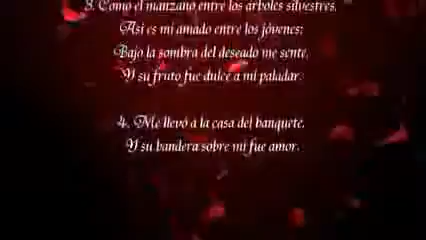 3. Como el manzano entre los árboles silvestres,
Así es mi amado entre los jóvenes;
Bajo la sombra del deseado me senté,
Y su fruto fue dulce a mi paladar.
4. Me llevó a la casa del banquete,
Y su bandera sobre mí fue amor.